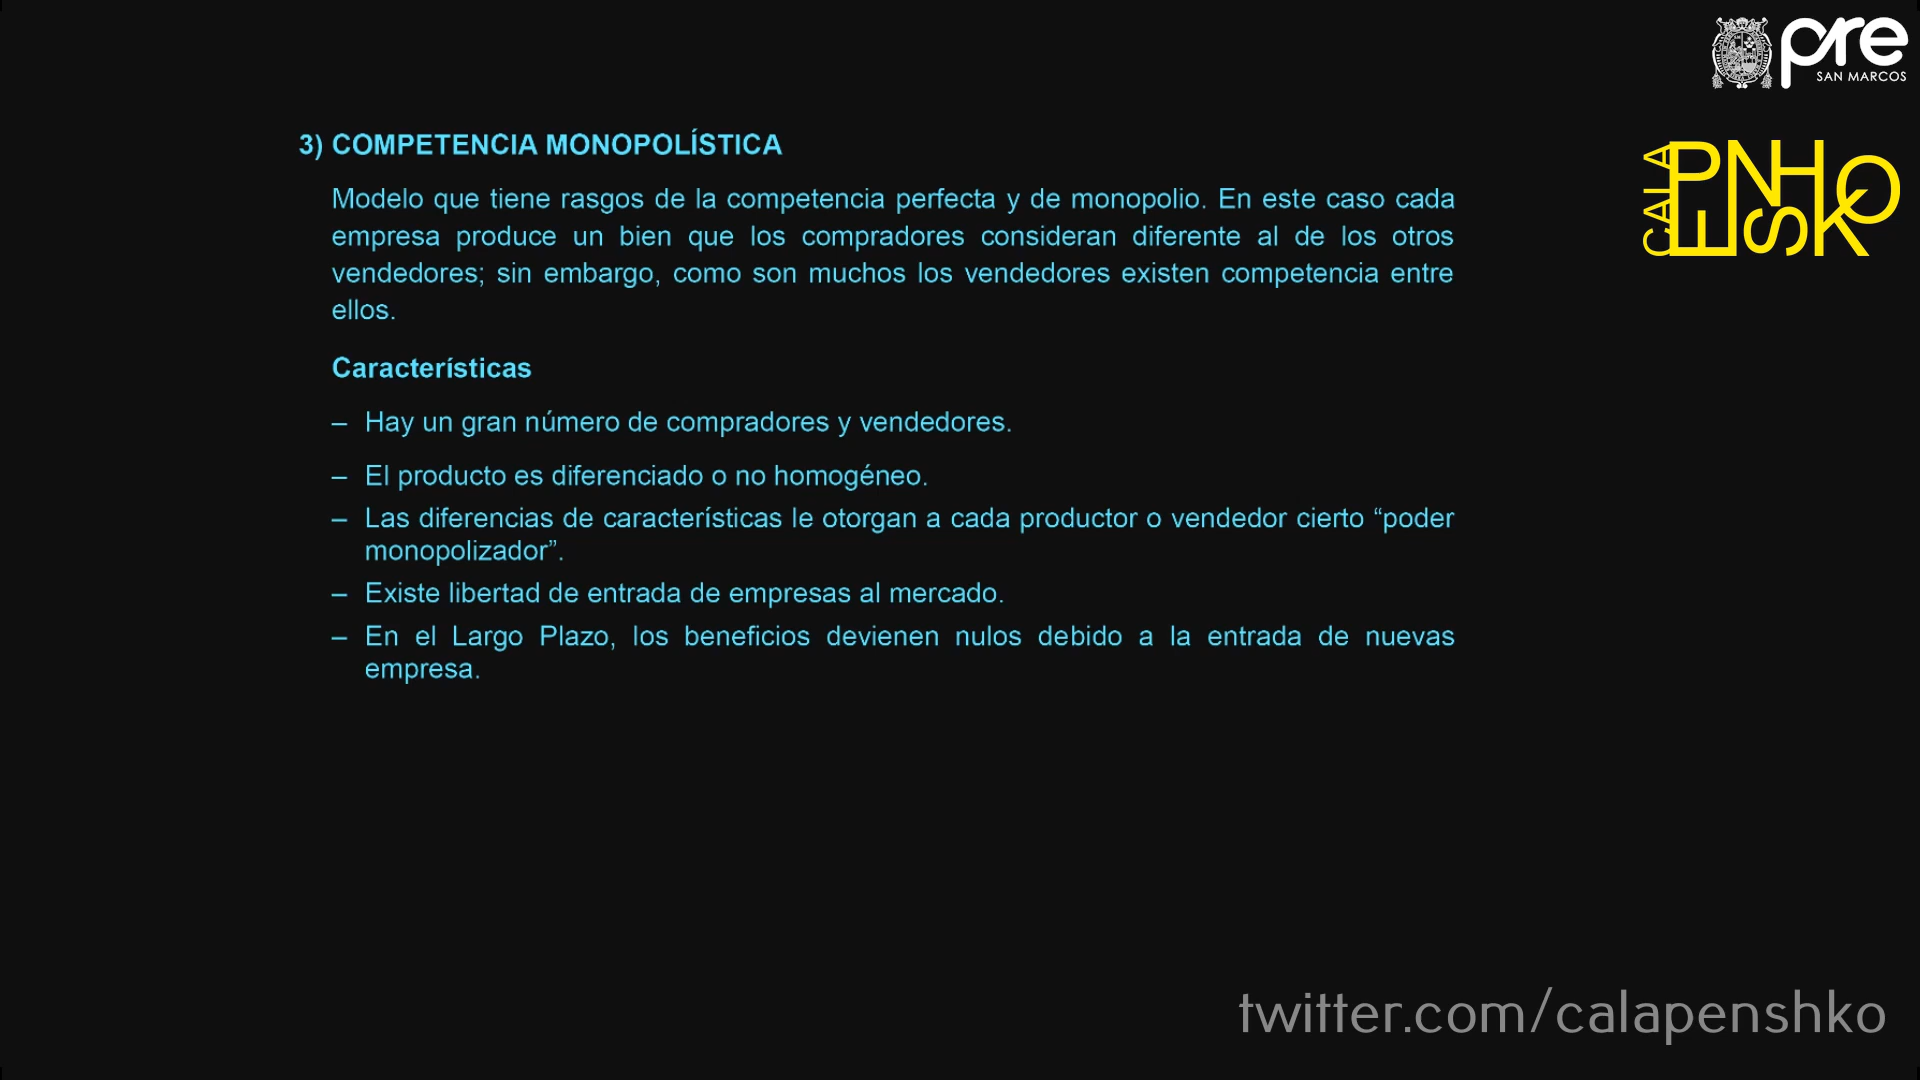 pre
SAN MARCOS
CALA
PENSHKO
3) COMPETENCIA MONOPOLÍSTICA
Modelo que tiene rasgos de la competencia perfecta y de monopolio. En este caso cada
empresa produce un bien que los compradores consideran diferente al de los otros
vendedores; sin embargo, como son muchos los vendedores existen competencia entre
ellos.
Características
– Hay un gran número de compradores y vendedores.
– El producto es diferenciado o no homogéneo.
– Las diferencias de características le otorgan a cada productor o vendedor cierto “poder
monopolizador”.
– Existe libertad de entrada de empresas al mercado.
– En el Largo Plazo, los beneficios devienen nulos debido a la entrada de nuevas
empresa.
twitter.com/calapenshko